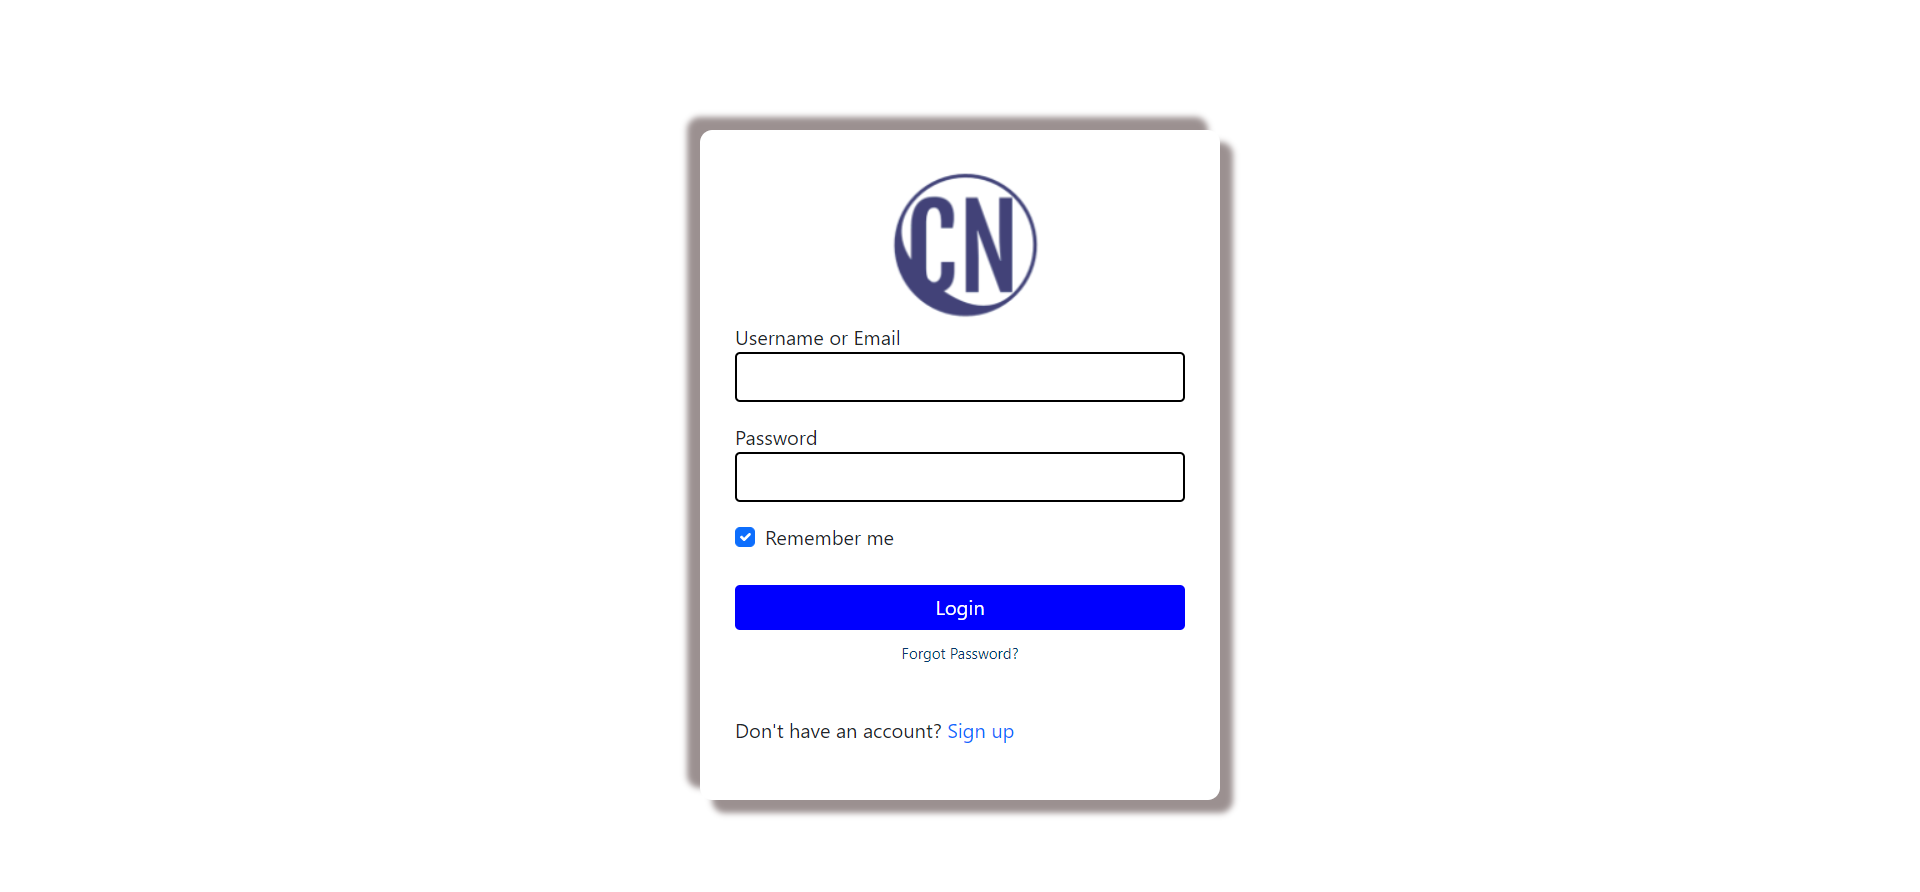 CN
Username or Email
Password
Remember me
Login
Forgot Password?
Don't have an account? Sign up